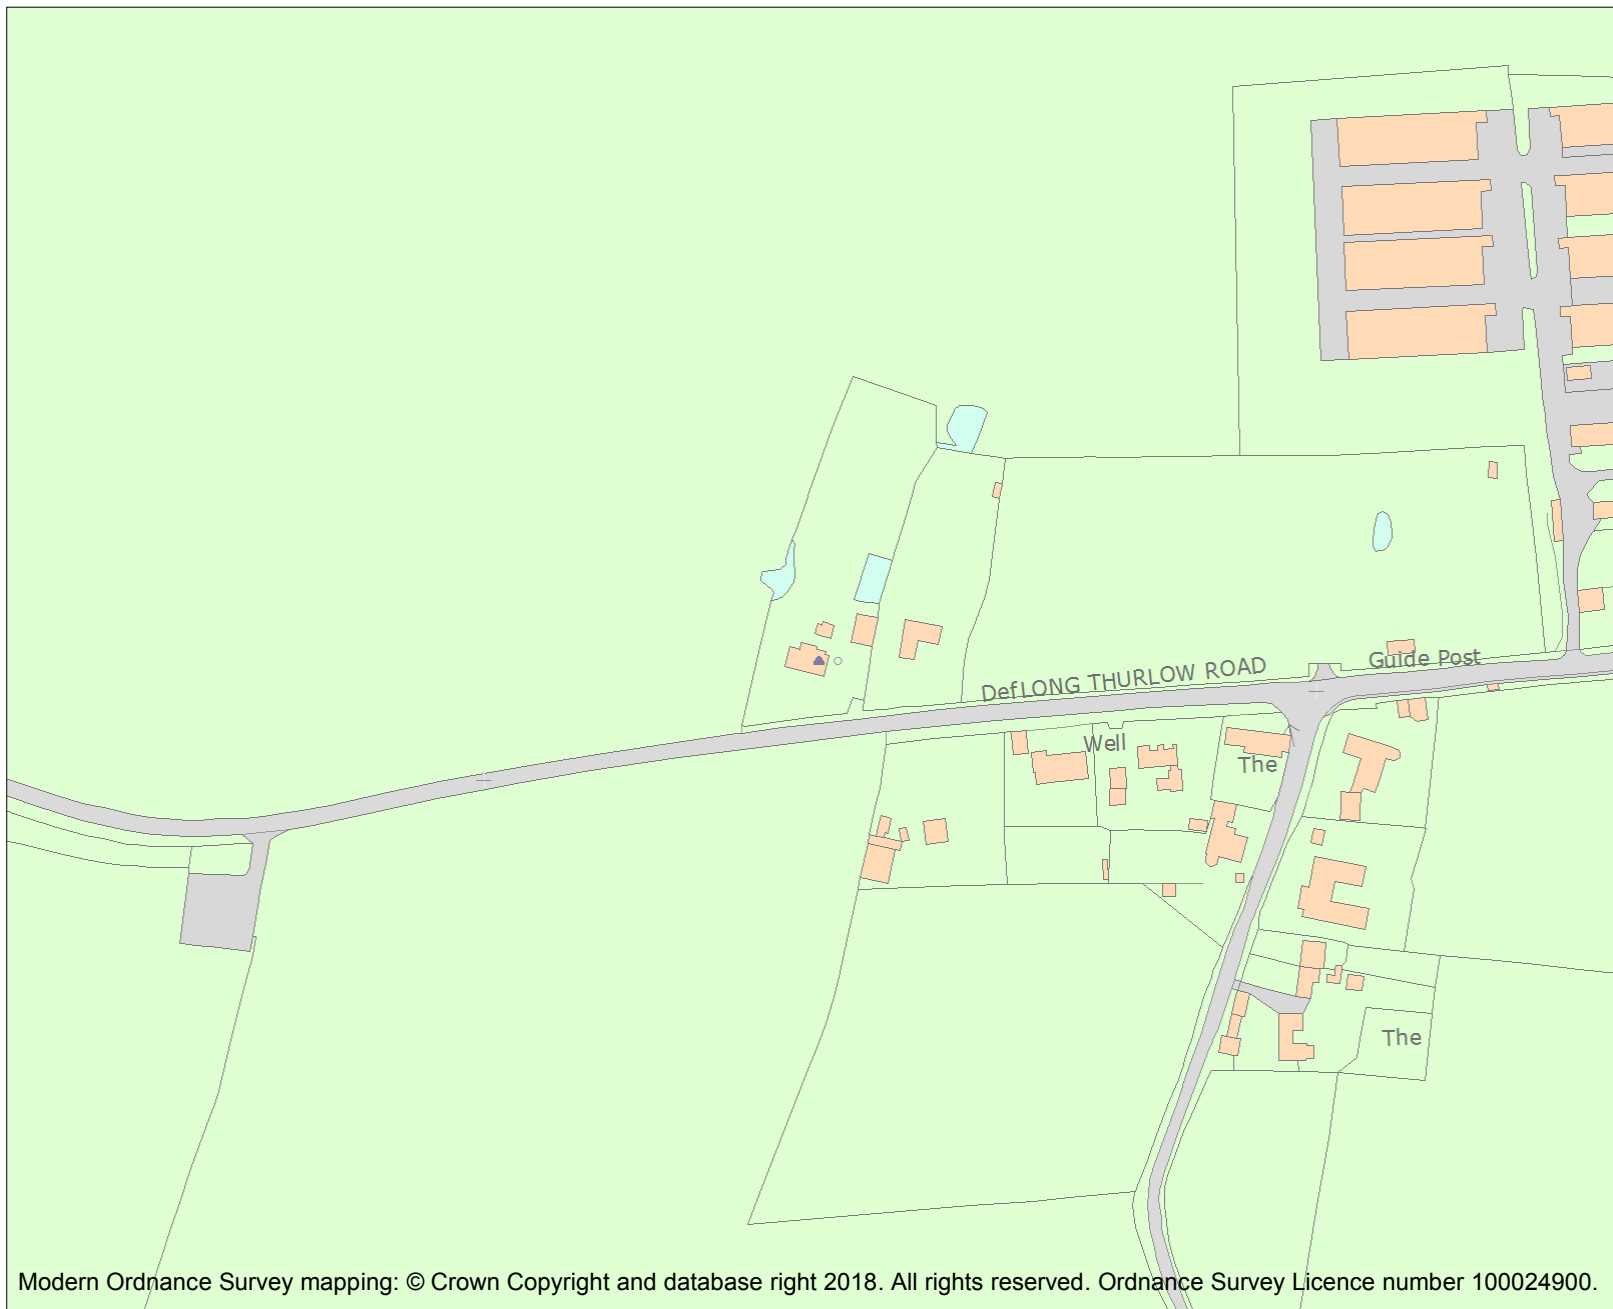 Guide Post
Def LONG THURLOW ROAD
Well
The
The
Modern Ordnance Survey mapping: © Crown Copyright and database right 2018. All rights reserved. Ordnance Survey Licence number 100024900.